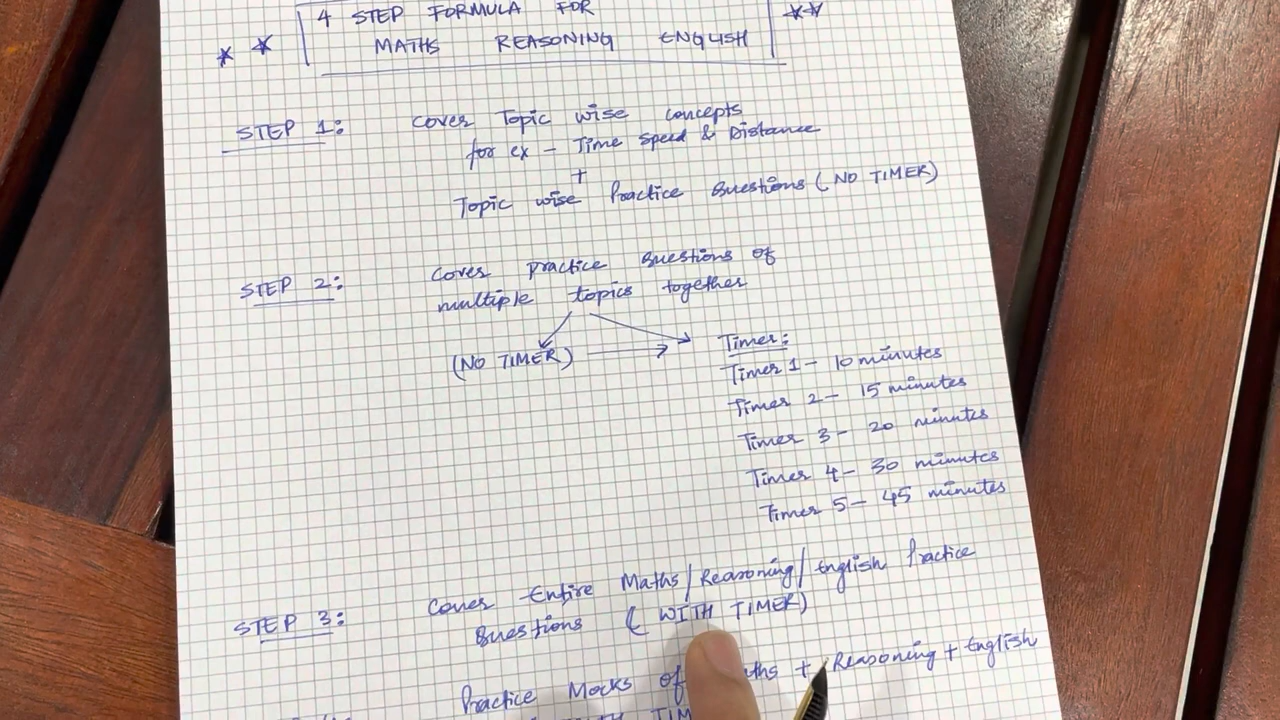 ** 4 STEP FORMULA FOR **
MATHS REASONING ENGLISH
STEP 1: Cover Topic wise concepts
for ex - Time Speed & Distance
+
Topic wise Practice Questions (NO TIMER)
STEP 2: Cover practice Questions of
multiple topics together
(NO TIMER)
Timer:
Timer 1 - 10 minutes
Timer 2 - 15 minutes
Timer 3 - 20 minutes
Timer 4 - 30 minutes
Timer 5 - 45 minutes
STEP 3: Cover Entire Maths/Reasoning/English Practice
Questions (WITH TIMER)
Practice Mocks of + Reasoning + English